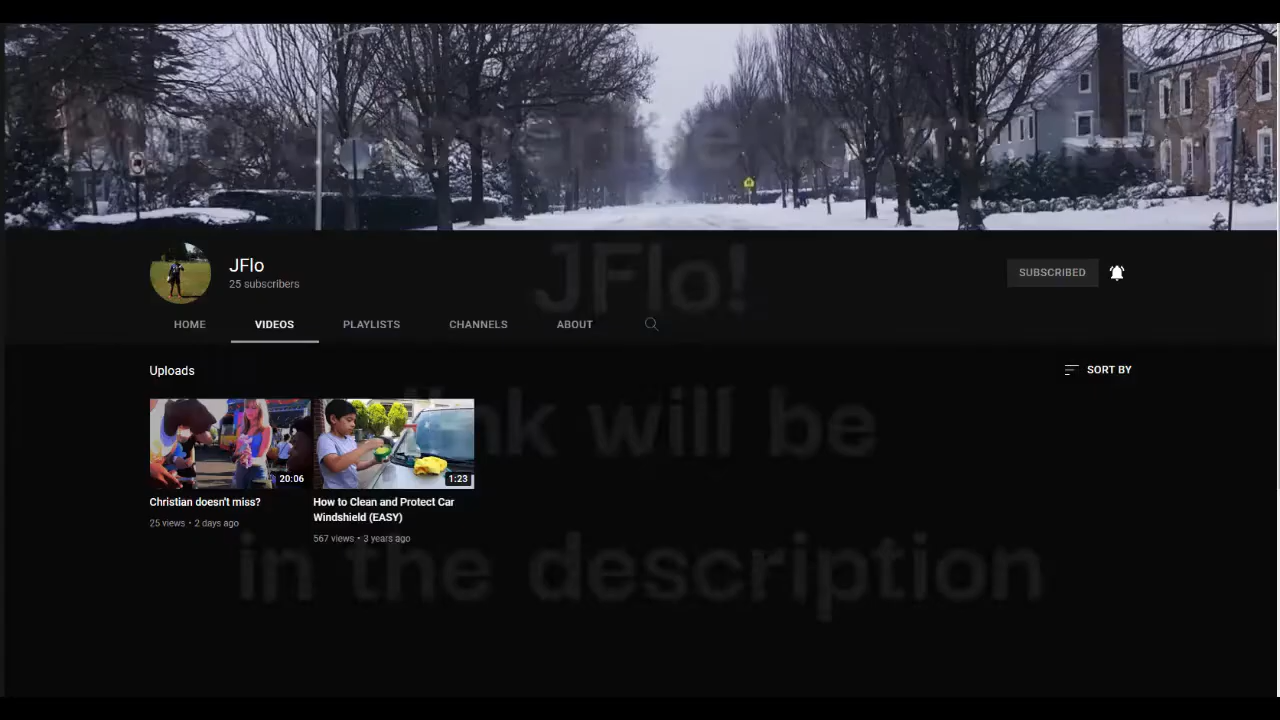 JFlo
25 subscribers
SUBSCRIBED
HOME VIDEOS PLAYLISTS CHANNELS ABOUT
Uploads
SORT BY
20:06
1:23
Christian doesn't miss?
25 views • 2 days ago
How to Clean and Protect Car
Windshield (EASY)
567 views • 3 years ago
JFlo!
link will be
in the description